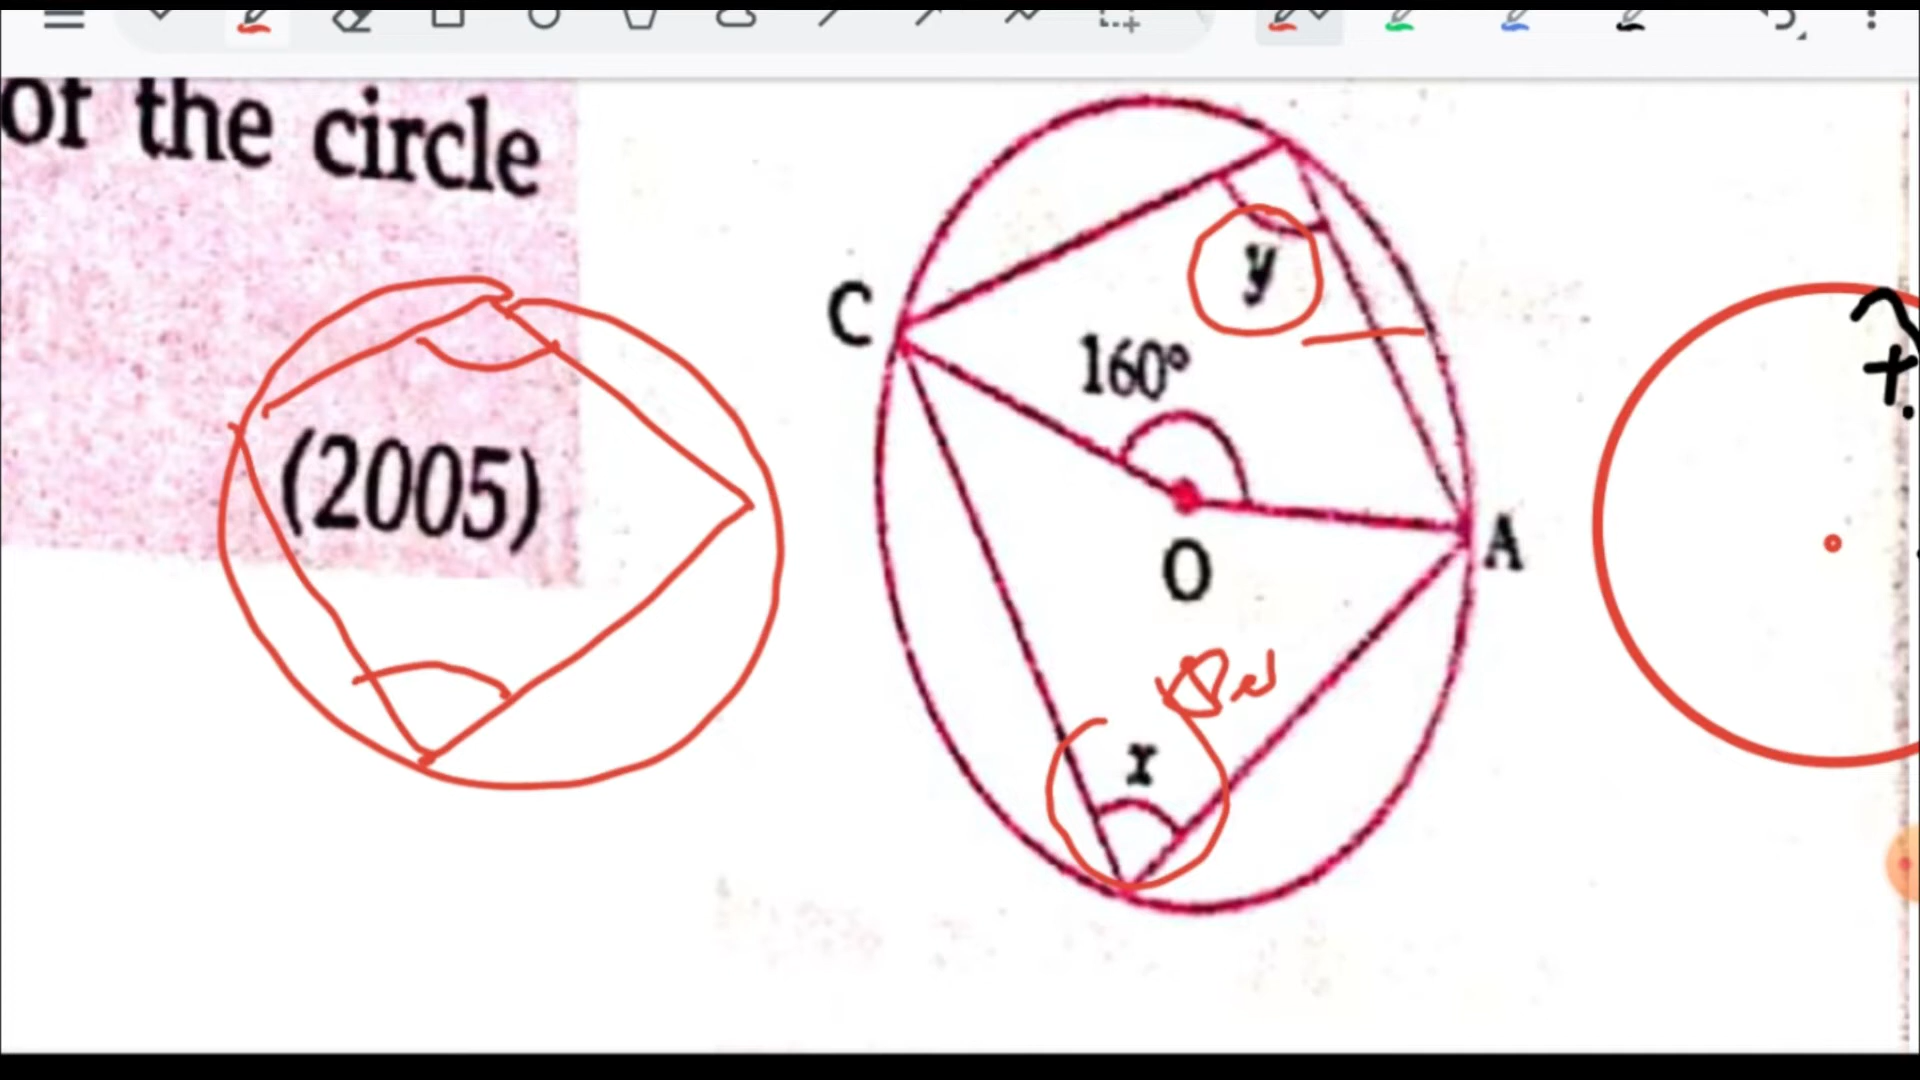 of the circle
(2005)
C
y
160°
O
A
x
+